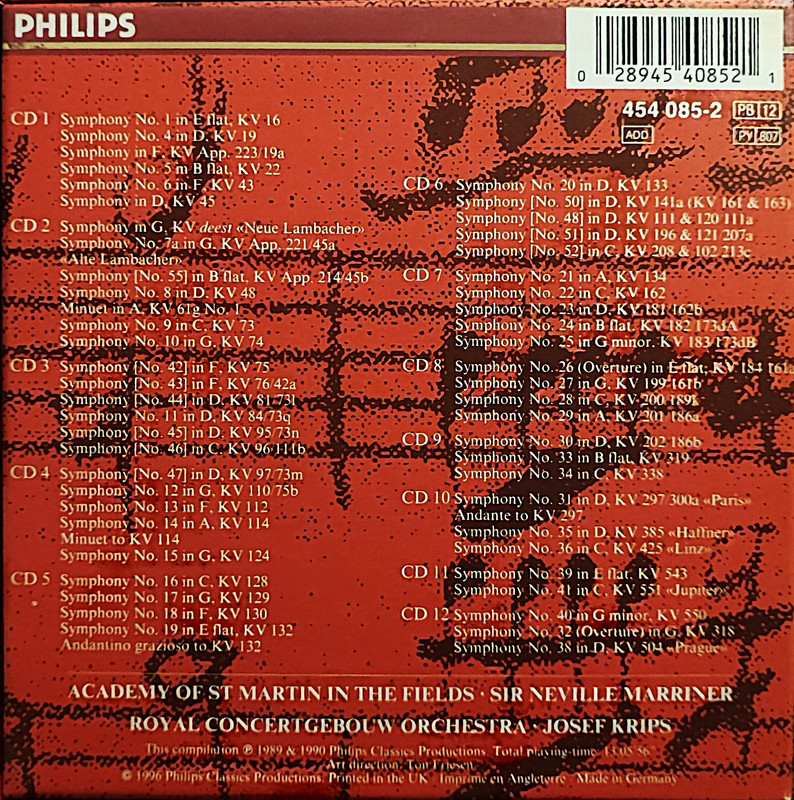 PHILIPS
0 28945 40852 1
454 085-2 PB 12
ADD PV 807
CD 1 Symphony No. 1 in E flat, KV 16
Symphony No. 4 in D, KV 19
Symphony in F, KV App. 223/19a
Symphony No. 5 in B flat, KV 22
Symphony No. 6 in F, KV 43
Symphony in D, KV 45
CD 2 Symphony in G, KV deest «Neue Lambacher»
Symphony No. 7a in G, KV App. 221/45a
«Alte Lambacher»
Symphony [No. 55] in B flat, KV App. 214/45b
Symphony No. 8 in D, KV 48
Minuet in A, KV 61g No. 1
Symphony No. 9 in C, KV 73
Symphony No. 10 in G, KV 74
CD 3 Symphony [No. 42] in F, KV 75
Symphony [No. 43] in F, KV 76/42a
Symphony [No. 44] in D, KV 81/73l
Symphony No. 11 in D, KV 84/73q
Symphony [No. 45] in D, KV 95/73n
Symphony [No. 46] in C, KV 96/111b
CD 4 Symphony [No. 47] in D, KV 97/73m
Symphony No. 12 in G, KV 110/75b
Symphony No. 13 in F, KV 112
Symphony No. 14 in A, KV 114
Minuet to KV 114
Symphony No. 15 in G, KV 124
CD 5 Symphony No. 16 in C, KV 128
Symphony No. 17 in G, KV 129
Symphony No. 18 in F, KV 130
Symphony No. 19 in E flat, KV 132
Andantino grazioso to KV 132
CD 6 Symphony No. 20 in D, KV 133
Symphony [No. 50] in D, KV 141a (KV 161 & 163)
Symphony [No. 48] in D, KV 111 & 120/111a
Symphony [No. 51] in D, KV 196 & 121/207a
Symphony [No. 52] in C, KV 208 & 102/213c
CD 7 Symphony No. 21 in A, KV 134
Symphony No. 22 in C, KV 162
Symphony No. 23 in D, KV 181/162b
Symphony No. 24 in B flat, KV 182/173dA
Symphony No. 25 in G minor, KV 183/173dB
CD 8 Symphony No. 26 (Overture) in E flat, KV 184/161a
Symphony No. 27 in G, KV 199/161b
Symphony No. 28 in C, KV 200/189k
Symphony No. 29 in A, KV 201/186a
CD 9 Symphony No. 30 in D, KV 202/186b
Symphony No. 33 in B flat, KV 319
Symphony No. 34 in C, KV 338
CD 10 Symphony No. 31 in D, KV 297/300a «Paris»
Andante to KV 297
Symphony No. 35 in D, KV 385 «Haffner»
Symphony No. 36 in C, KV 425 «Linz»
CD 11 Symphony No. 39 in E flat, KV 543
Symphony No. 41 in C, KV 551 «Jupiter»
CD 12 Symphony No. 40 in G minor, KV 550
Symphony No. 32 (Overture) in G, KV 318
Symphony No. 38 in D, KV 504 «Prague»
ACADEMY OF ST MARTIN IN THE FIELDS · SIR NEVILLE MARRINER
ROYAL CONCERTGEBOUW ORCHESTRA · JOSEF KRIPS
This compilation ℗ 1989 & 1990 Philips Classics Productions. Total playing-time: 13.05'56
Art direction: Ton Friesen
© 1996 Philips Classics Productions. Printed in the UK Imprimé en Angleterre Made in Germany